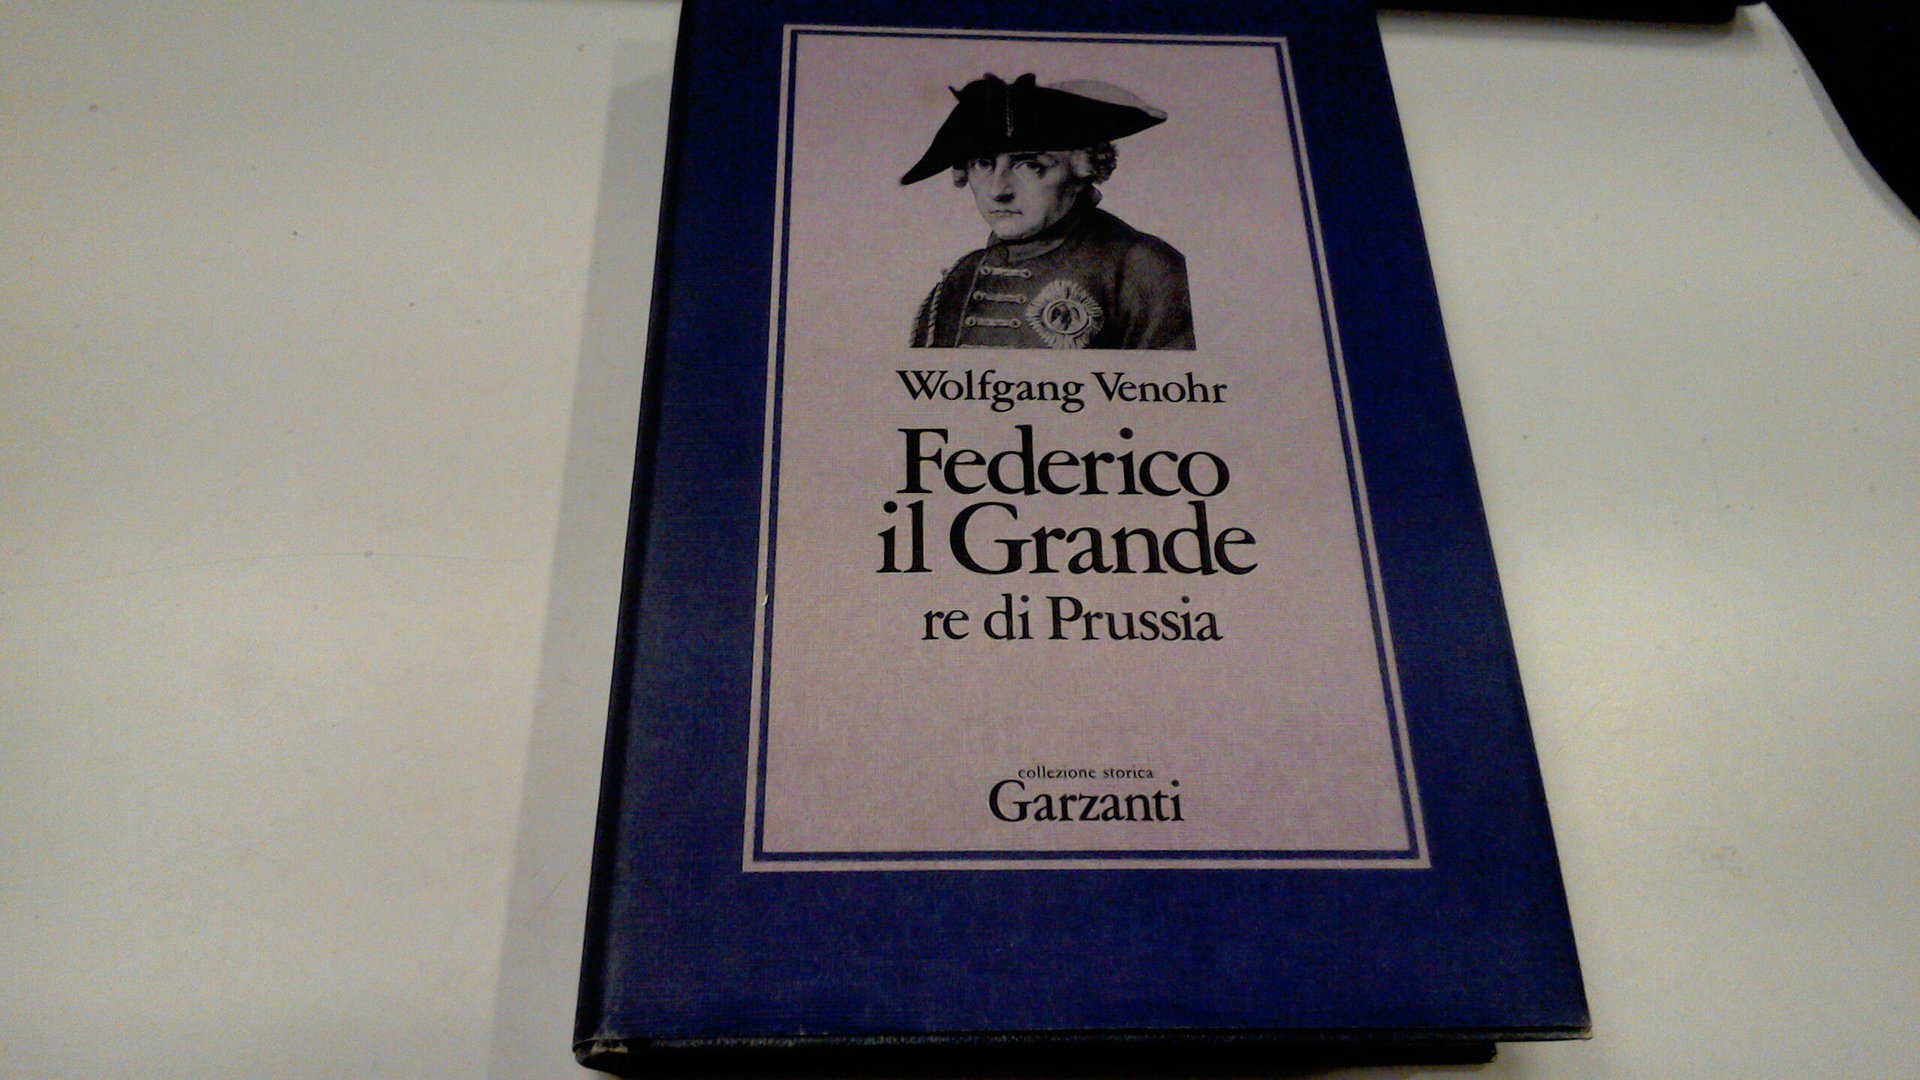 Wolfgang Venohr
Federico
il Grande
re di Prussia
collezione storica
Garzanti